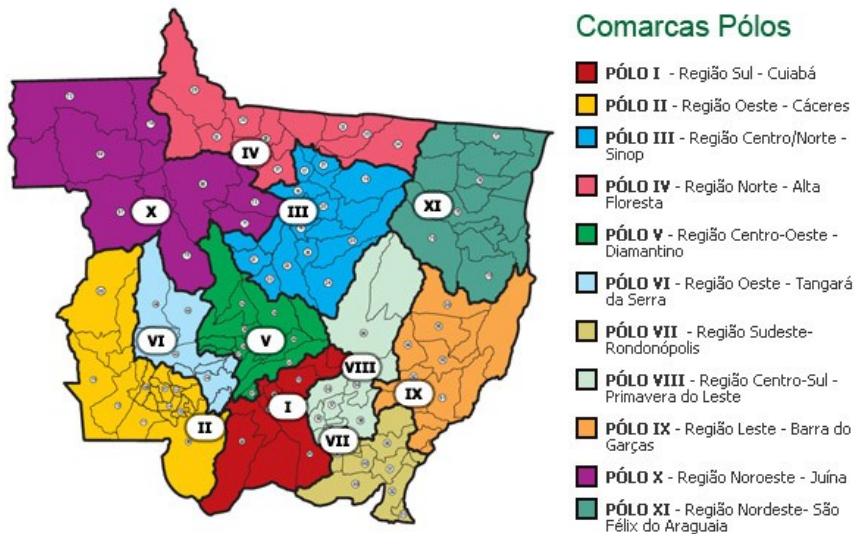 Comarcas Pólos
PÓLO I - Região Sul - Cuiabá
PÓLO II - Região Oeste - Cáceres
PÓLO III - Região Centro/Norte -
Sinop
PÓLO IV - Região Norte - Alta
Floresta
PÓLO V - Região Centro-Oeste -
Diamantino
PÓLO VI - Região Oeste - Tangará
da Serra
PÓLO VII - Região Sudeste-
Rondonópolis
PÓLO VIII - Região Centro-Sul -
Primavera do Leste
PÓLO IX - Região Leste - Barra do
Garças
PÓLO X - Região Noroeste - Juína
PÓLO XI - Região Nordeste- São
Félix do Araguaia
IV
X
III
XI
VI
V
VIII
IX
I
II
VII